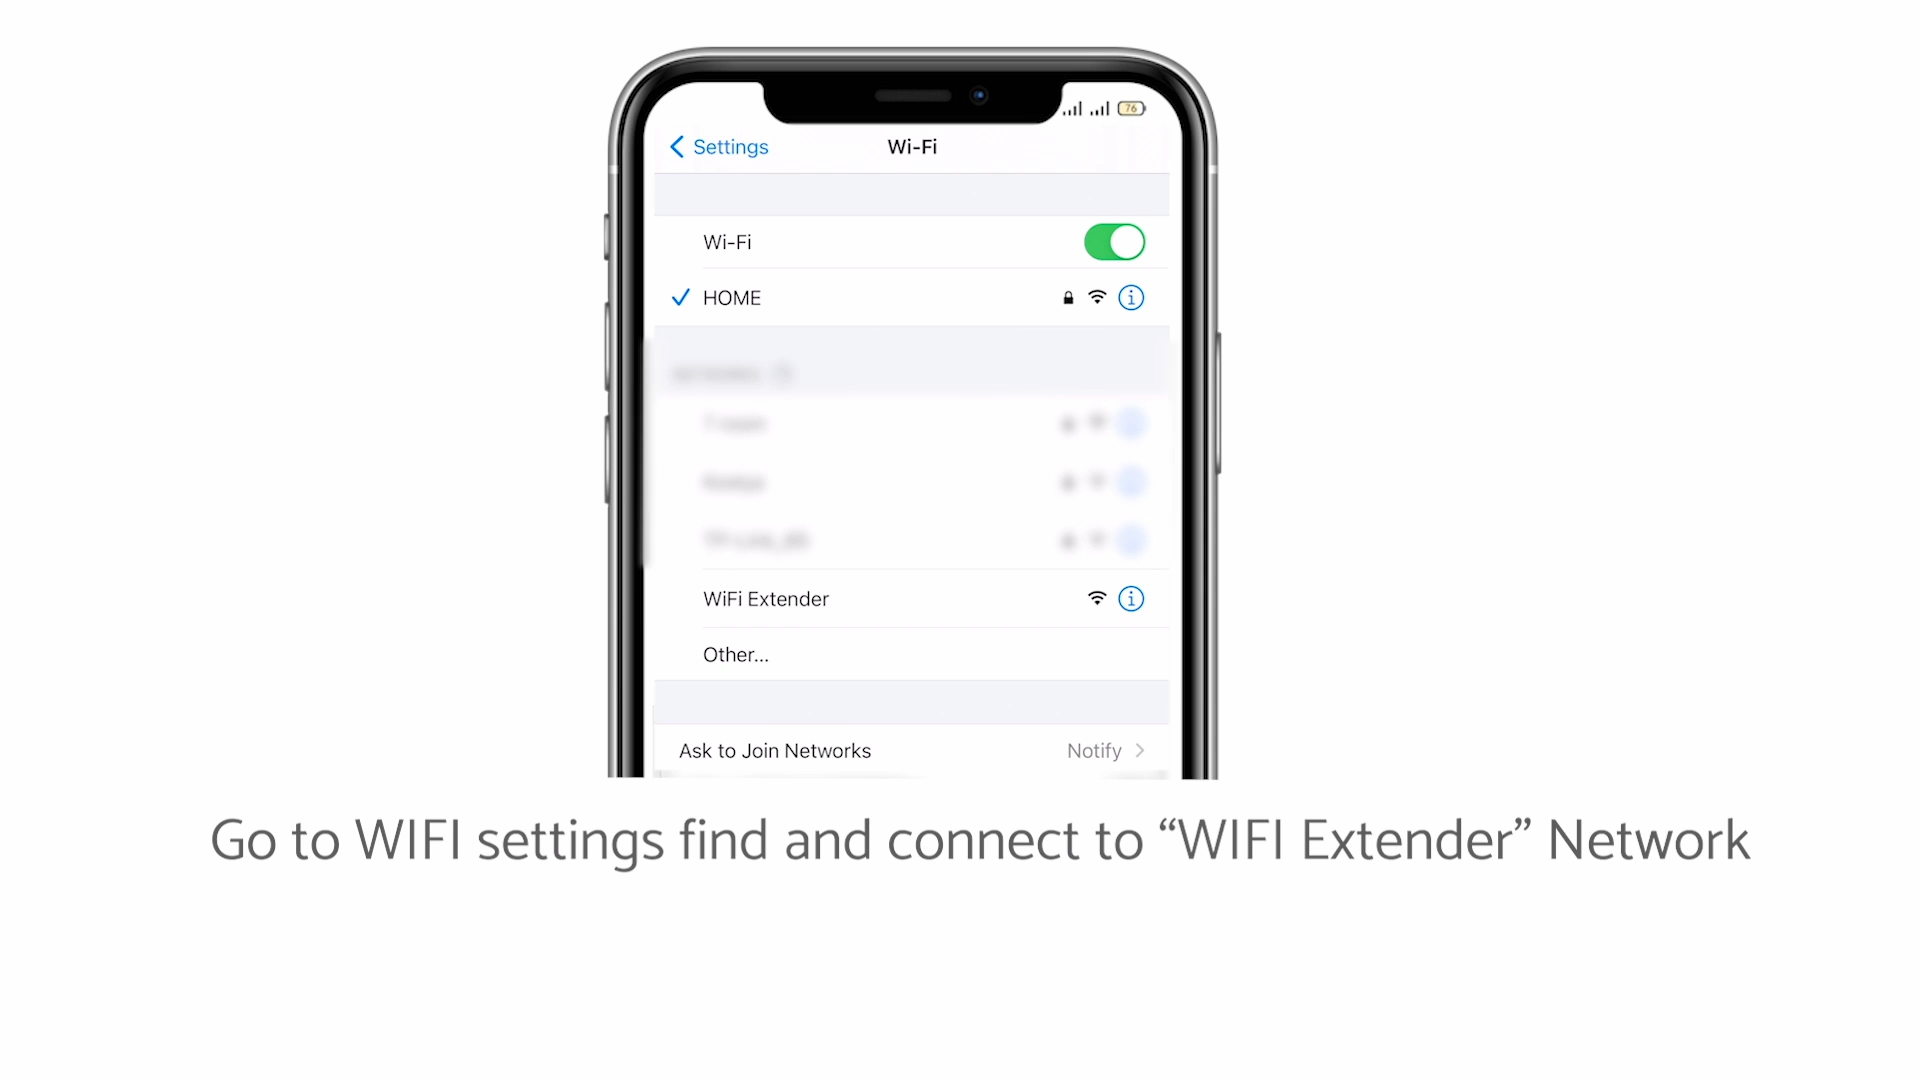 76
Settings
Wi-Fi
Wi-Fi
HOME
WiFi Extender
Other...
Ask to Join Networks Notify
Go to WIFI settings find and connect to “WIFI Extender” Network